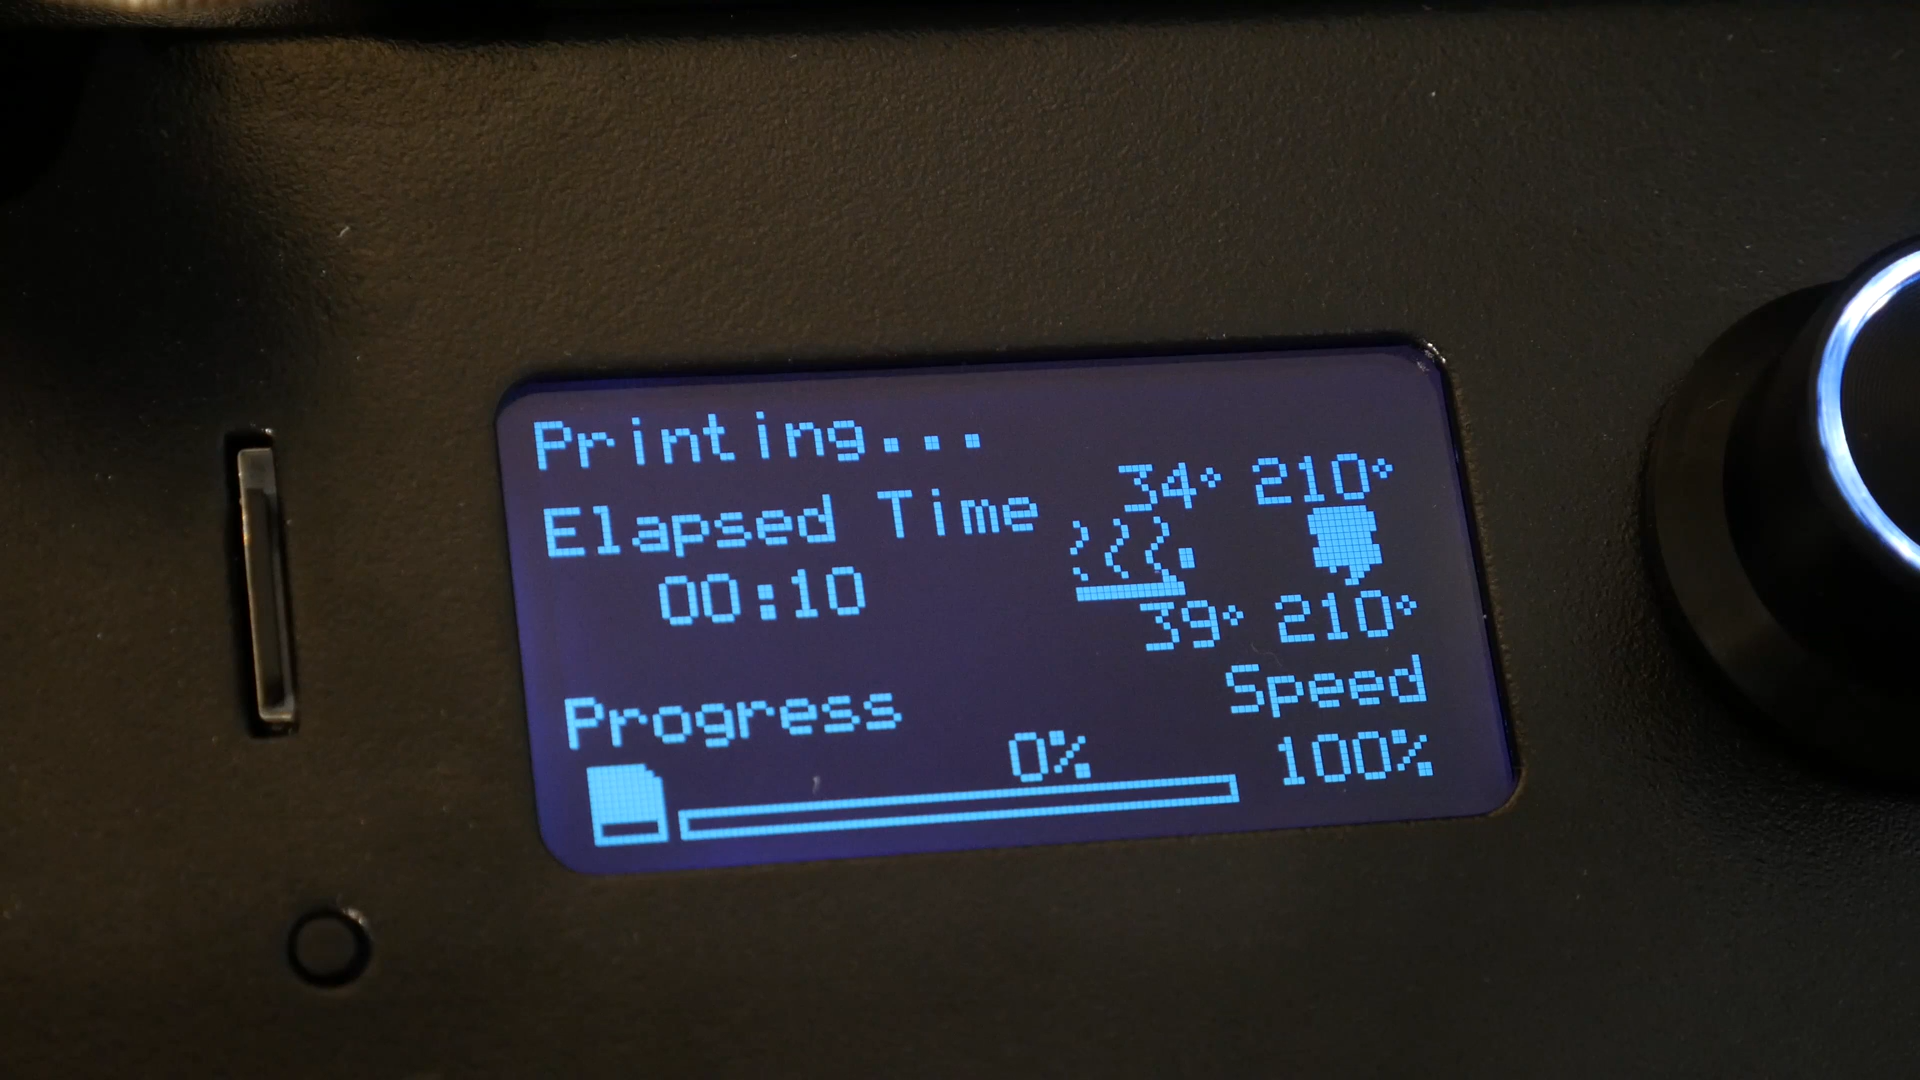 Printing...
34° 210°
Elapsed Time
00:10
39° 210°
Speed
Progress
0% 100%